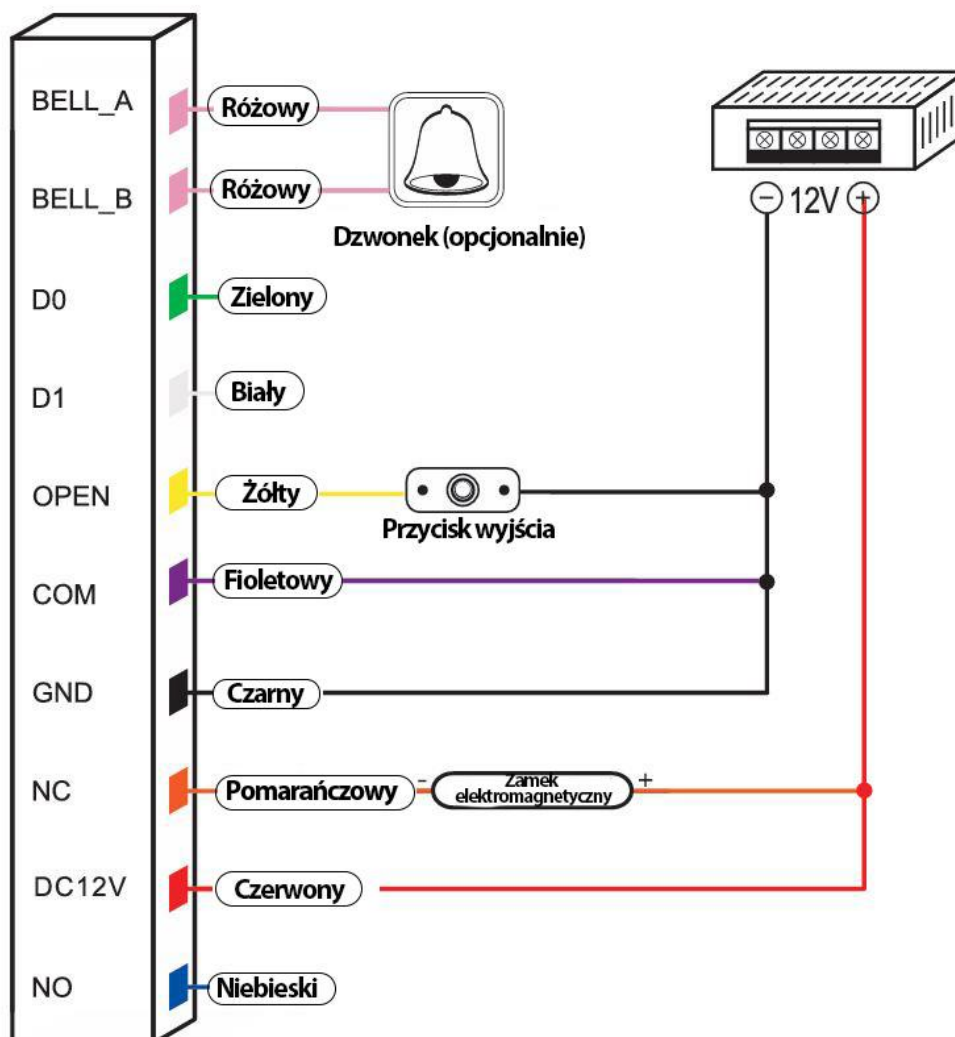 BELL_A
Różowy
BELL_B
Różowy
Dzwonek (opcjonalnie)
− 12V +
D0
Zielony
D1
Biały
OPEN
Żółty
Przycisk wyjścia
COM
Fioletowy
GND
Czarny
NC
Pomarańczowy
-
Zamek
elektromagnetyczny
+
DC12V
Czerwony
NO
Niebieski